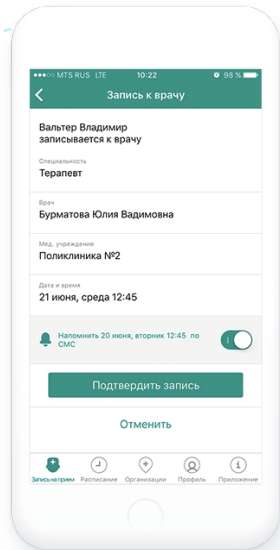 ●●●○○ MTS RUS LTE 10:22 98 %
Запись к врачу
Вальтер Владимир
записывается к врачу
Специальность
Терапевт
Врач
Бурматова Юлия Вадимовна
Мед. учреждение
Поликлиника №2
Дата и время
21 июня, среда 12:45
Напомнить 20 июня, вторник 12:45 по
СМС
Подтвердить запись
Отменить
Запись на прием Расписание Организации Профиль Приложение